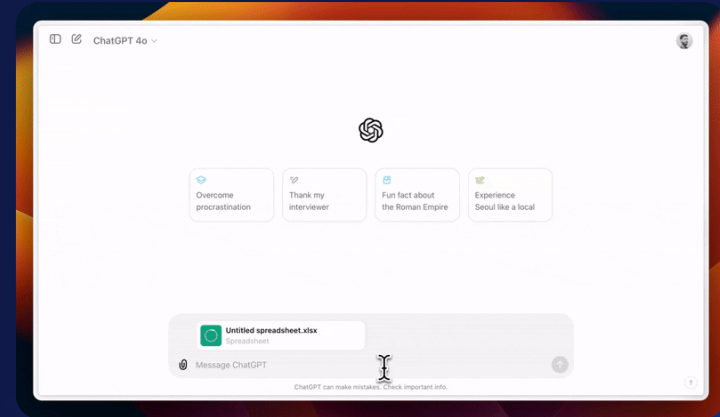 ChatGPT 4o
Overcome
procrastination
Thank my
interviewer
Fun fact about
the Roman Empire
Experience
Seoul like a local
Untitled spreadsheet.xlsx
Spreadsheet
Message ChatGPT
ChatGPT can make mistakes. Check important info.
?